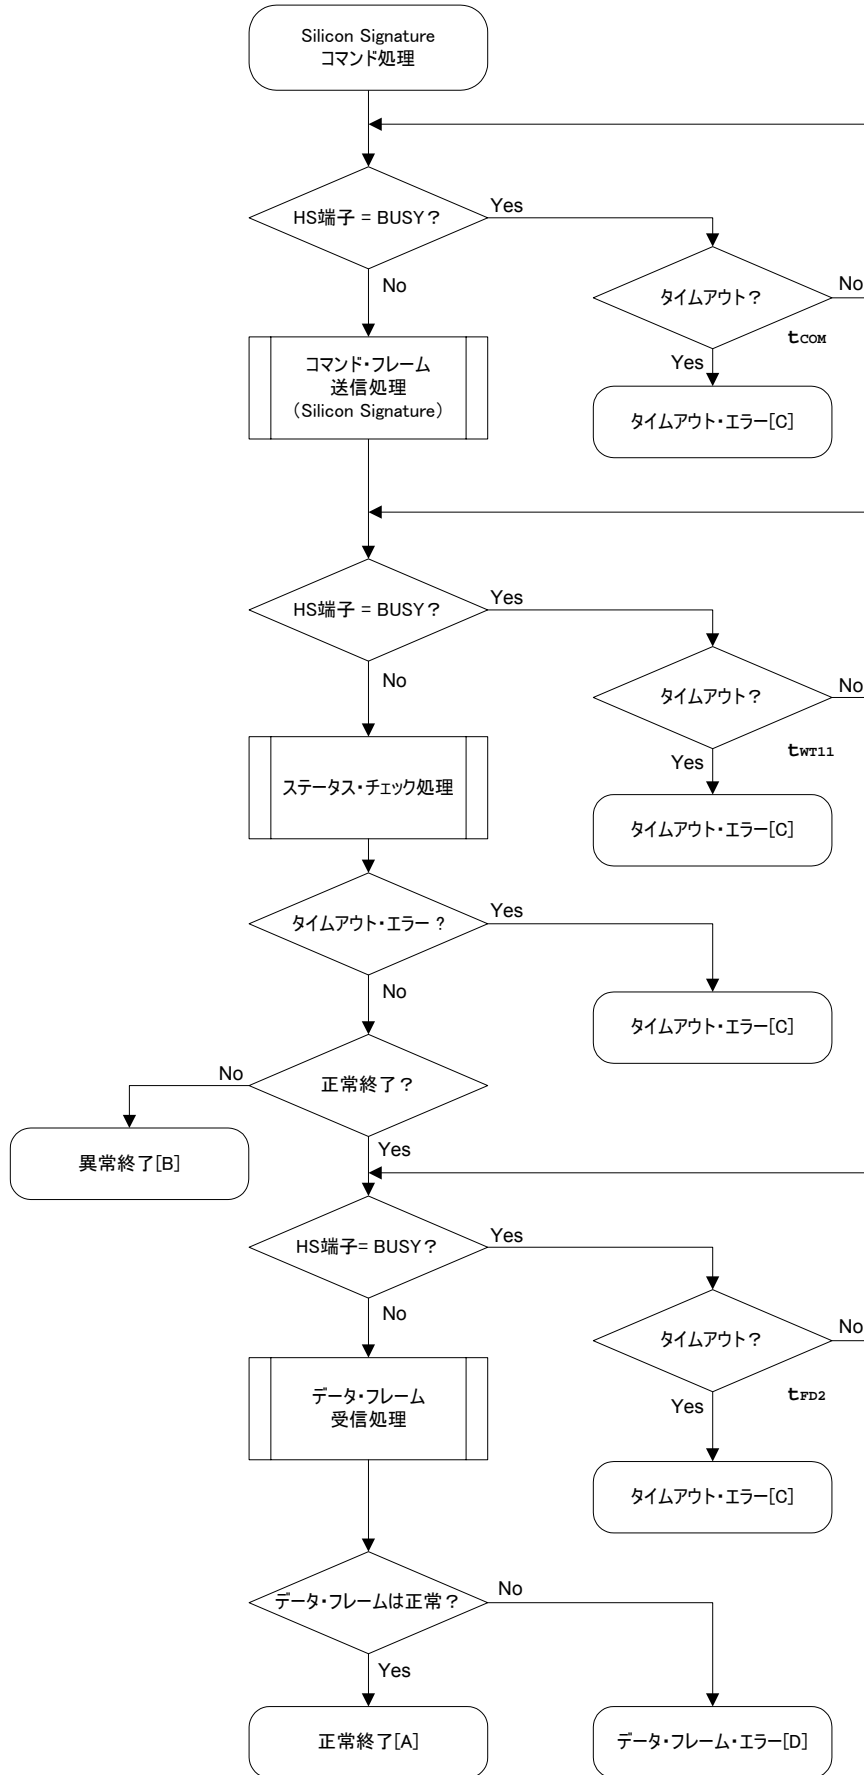 Silicon Signature
コマンド処理
HS端子 = BUSY？
Yes
No
タイムアウト？
No
tCOM
Yes
コマンド・フレーム
送信処理
（Silicon Signature）
タイムアウト・エラー[C]
HS端子 = BUSY？
Yes
No
タイムアウト？
No
tWT11
Yes
ステータス・チェック処理
タイムアウト・エラー[C]
タイムアウト・エラー？
Yes
No
タイムアウト・エラー[C]
正常終了？
No
Yes
異常終了[B]
HS端子= BUSY？
Yes
No
タイムアウト？
No
tFD2
Yes
データ・フレーム
受信処理
タイムアウト・エラー[C]
データ・フレームは正常？
No
Yes
正常終了[A]
データ・フレーム・エラー[D]